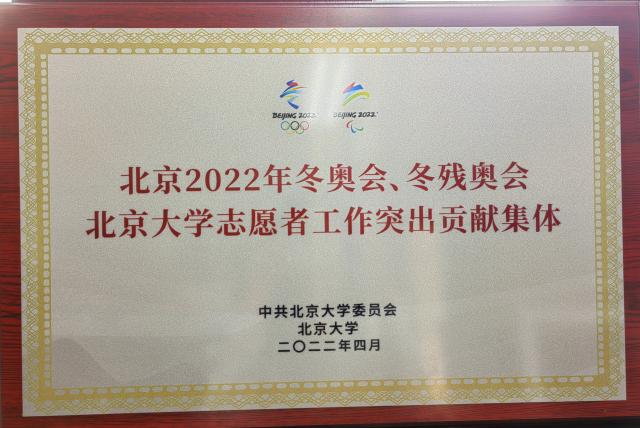 BEIJING 2022 BEIJING 2022
北京2022年冬奥会、冬残奥会
北京大学志愿者工作突出贡献集体
中共北京大学委员会
北京大学
二〇二二年四月